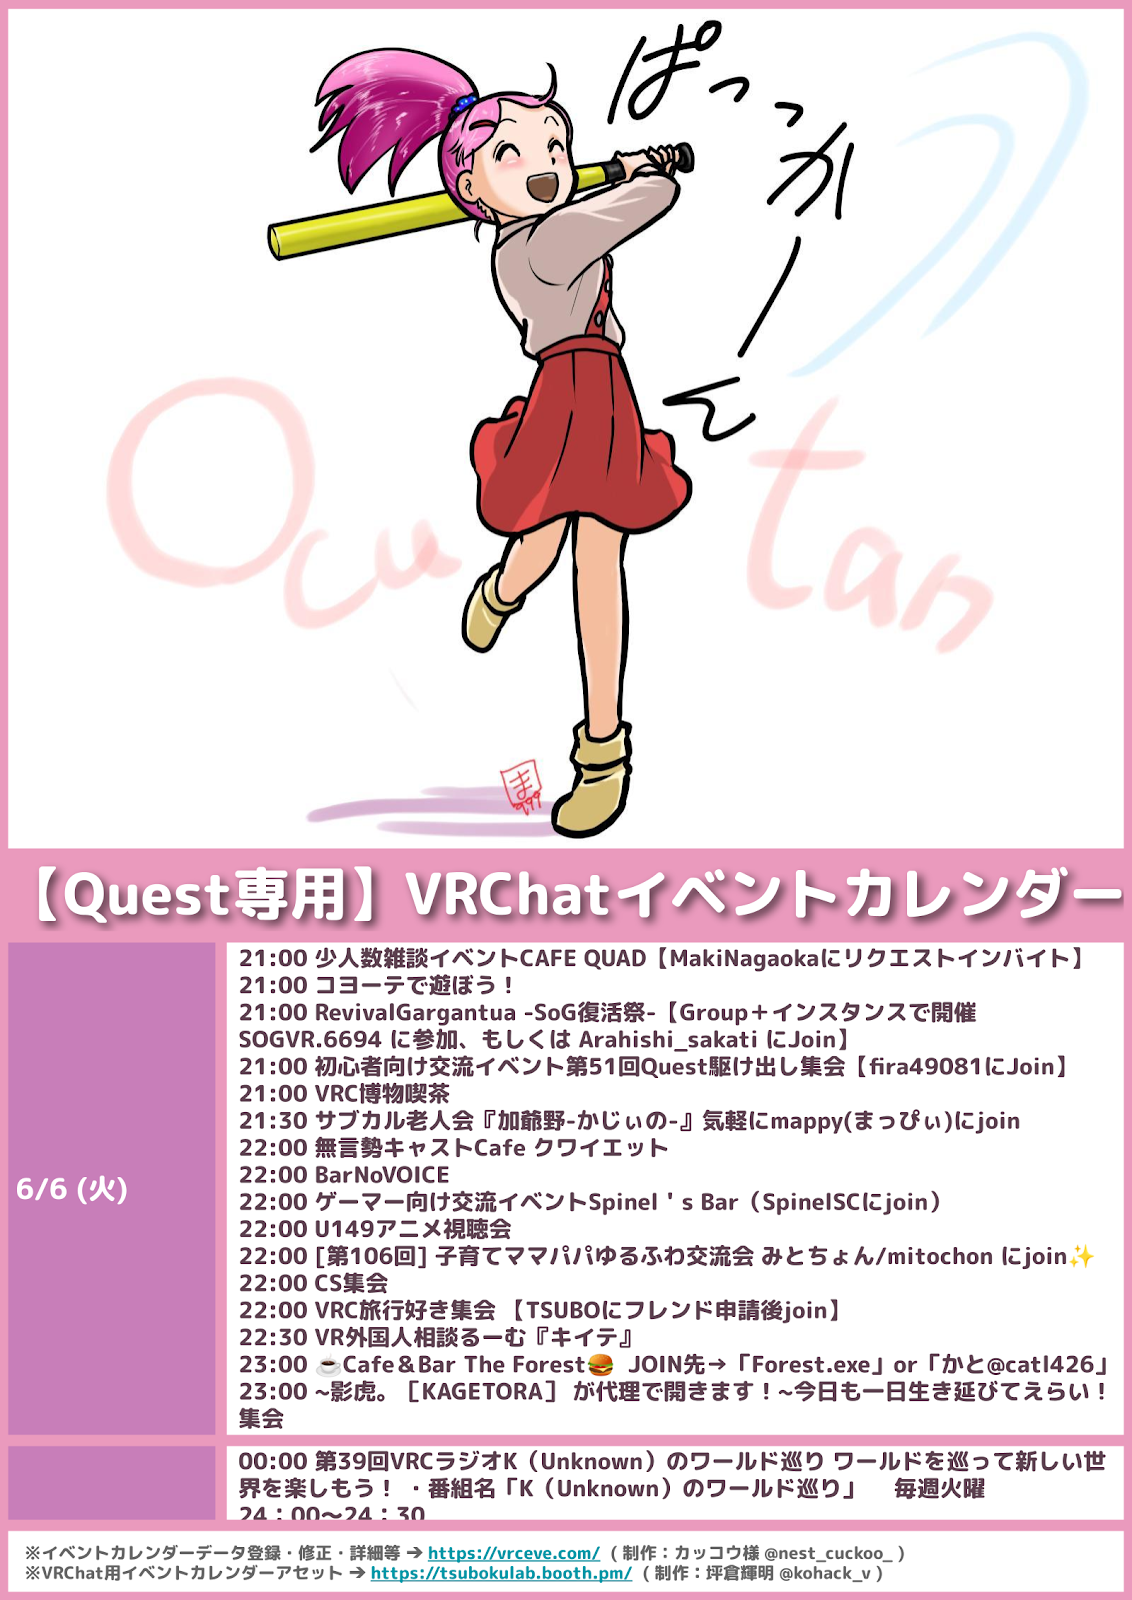 ぱっっかーん
Ocu tan
ま
999
【Quest専用】VRChatイベントカレンダー
21:00 少人数雑談イベントCAFE QUAD【MakiNagaokaにリクエストインバイト】
21:00 コヨーテで遊ぼう！
21:00 RevivalGargantua -SoG復活祭-【Group＋インスタンスで開催
SOGVR.6694 に参加、もしくは Arahishi_sakati にJoin】
21:00 初心者向け交流イベント第51回Quest駆け出し集会【fira49081にJoin】
21:00 VRC博物喫茶
21:30 サブカル老人会『加爺野-かじぃの-』気軽にmappy(まっぴぃ)にjoin
22:00 無言勢キャストCafe クワイエット
22:00 BarNoVOICE
22:00 ゲーマー向け交流イベントSpinel ' s Bar（SpinelSCにjoin）
6/6 (火)
22:00 U149アニメ視聴会
22:00 [第106回] 子育てママパパゆるふわ交流会 みとちょん/mitochon にjoin✨
22:00 CS集会
22:00 VRC旅行好き集会 【TSUBOにフレンド申請後join】
22:30 VR外国人相談るーむ『キイテ』
23:00 ☕Cafe＆Bar The Forest🍔 JOIN先→「Forest.exe」or「かと@catl426」
23:00 ~影虎。［KAGETORA］ が代理で開きます！~今日も一日生き延びてえらい！
集会
00:00 第39回VRCラジオK（Unknown）のワールド巡り ワールドを巡って新しい世
界を楽しもう！ ・番組名「K（Unknown）のワールド巡り」 毎週火曜
24：00～24：30
※イベントカレンダーデータ登録・修正・詳細等 ➔ https://vrceve.com/ ( 制作：カッコウ様 @nest_cuckoo_ )
※VRChat用イベントカレンダーアセット ➔ https://tsubokulab.booth.pm/ ( 制作：坪倉輝明 @kohack_v )